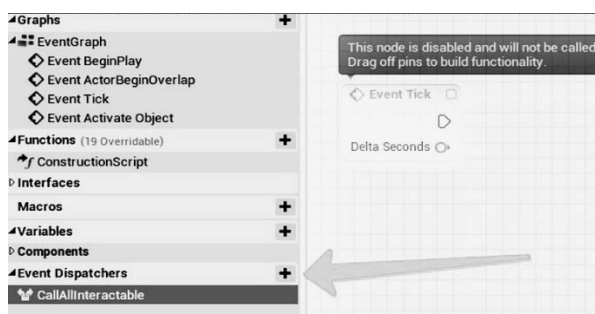 Graphs
EventGraph
Event BeginPlay
Event ActorBeginOverlap
Event Tick
Event Activate Object
Functions (19 Overridable)
ConstructionScript
Interfaces
Macros
Variables
Components
Event Dispatchers
CallAllInteractable
This node is disabled and will not be called
Drag off pins to build functionality.
Event Tick
Delta Seconds